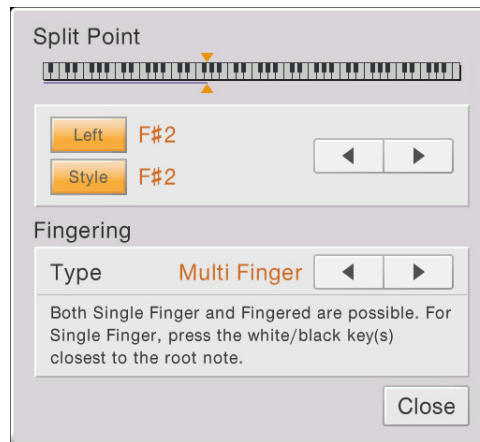 Split Point
Left F♯2
Style F♯2
Fingering
Type Multi Finger
Both Single Finger and Fingered are possible. For
Single Finger, press the white/black key(s)
closest to the root note.
Close